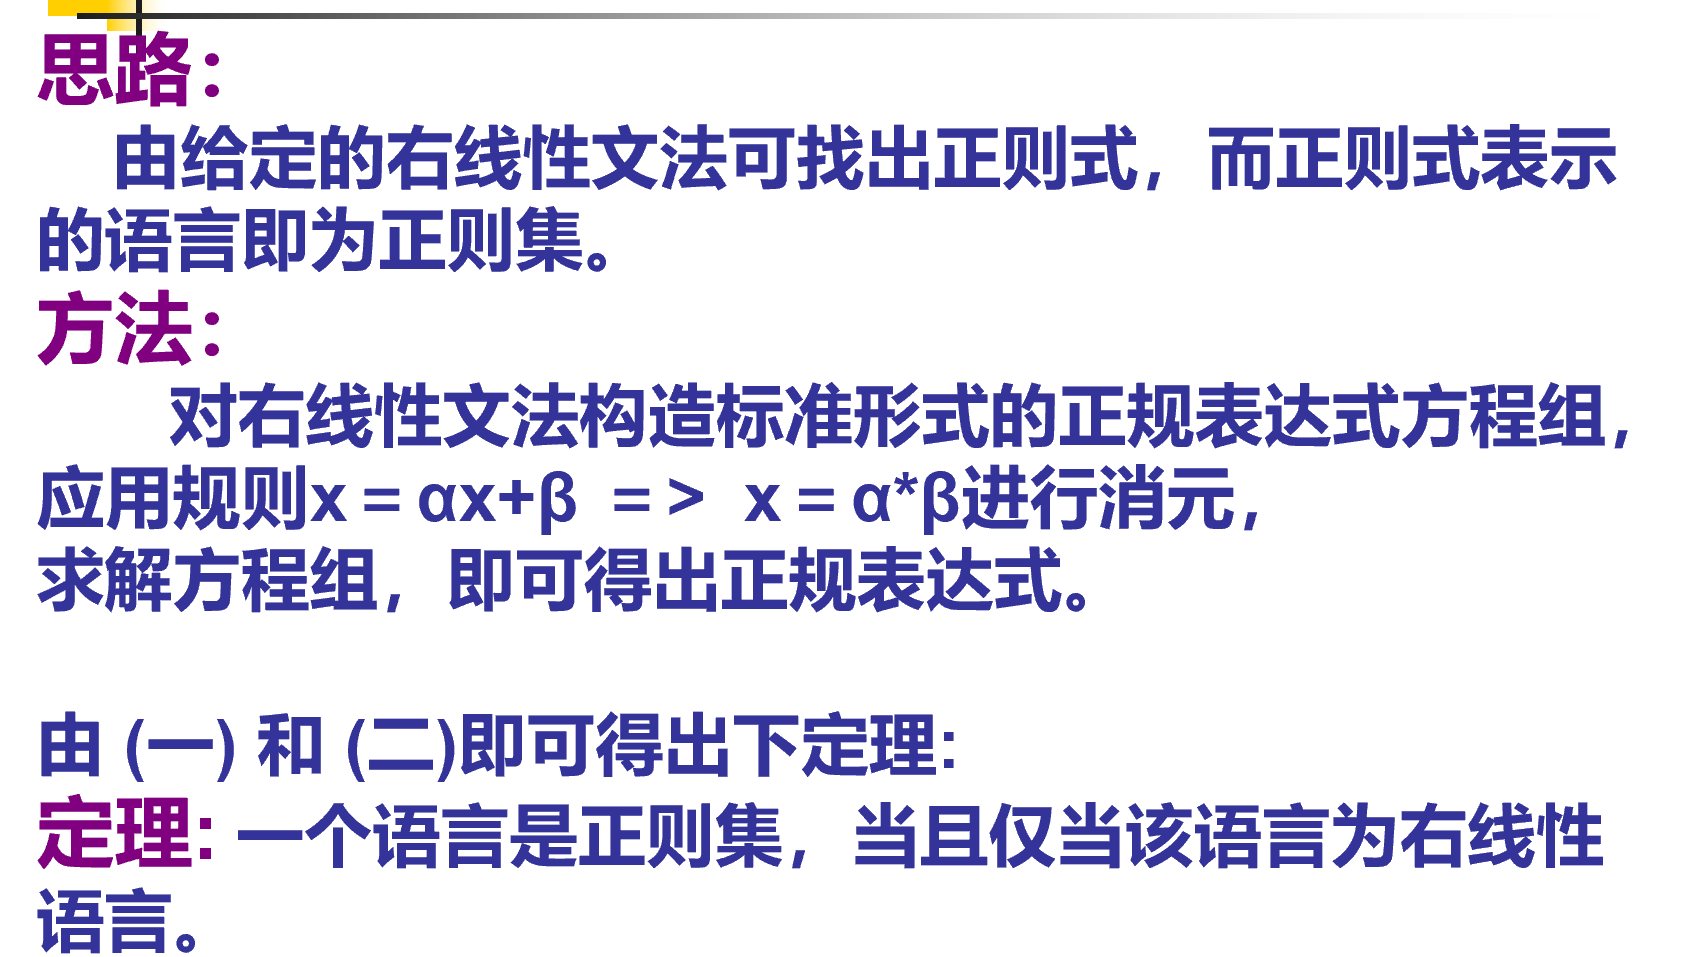 思路：
由给定的右线性文法可找出正则式，而正则式表示
的语言即为正则集。
方法：
对右线性文法构造标准形式的正规表达式方程组，
应用规则x＝αx+β ＝> x＝α*β进行消元，
求解方程组，即可得出正规表达式。
由 (一) 和 (二)即可得出下定理：
定理：一个语言是正则集，当且仅当该语言为右线性
语言。